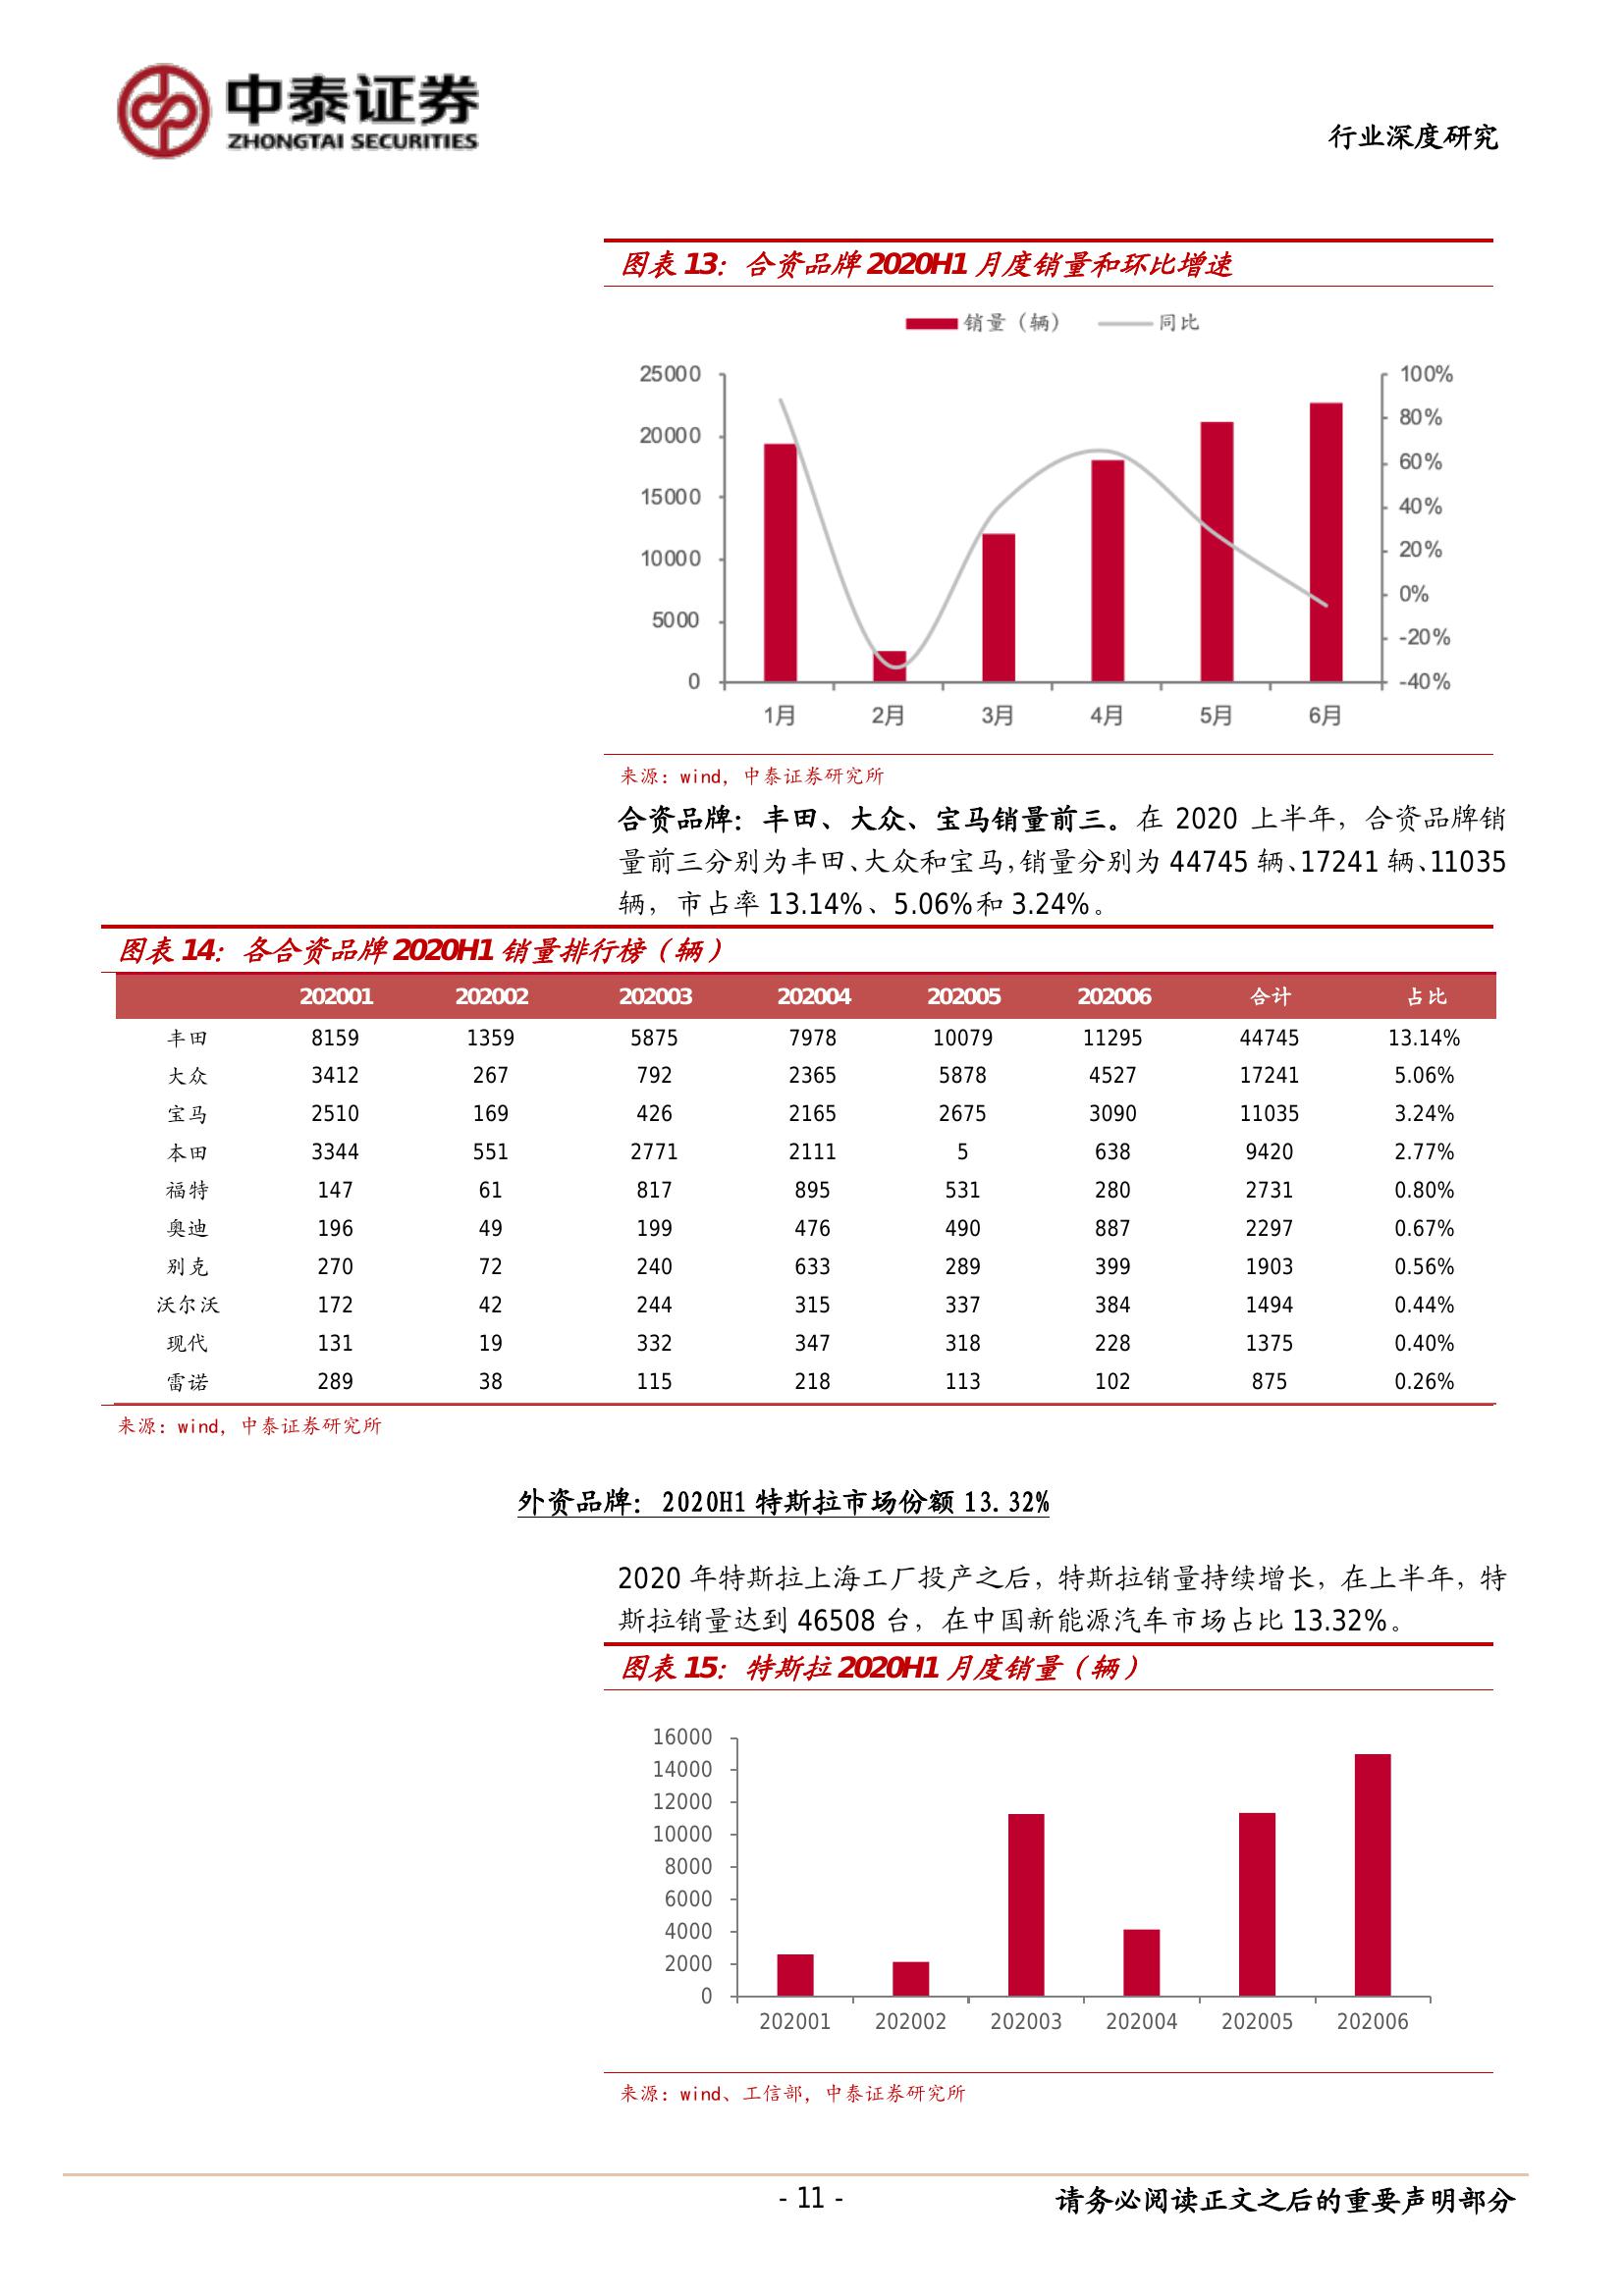 中泰证券
ZHONGTAI SECURITIES
行业深度研究
图表 13：合资品牌 2020H1 月度销量和环比增速
销量（辆） 同比
25000 100%
80%
20000
60%
15000
40%
10000 20%
0%
5000
-20%
0 -40%
1月 2月 3月 4月 5月 6月
来源：wind，中泰证券研究所
合资品牌：丰田、大众、宝马销量前三。在 2020 上半年，合资品牌销
量前三分别为丰田、大众和宝马，销量分别为 44745 辆、17241 辆、11035
辆，市占率 13.14%、5.06%和 3.24%。
图表 14：各合资品牌 2020H1 销量排行榜（辆）
202001 202002 202003 202004 202005 202006 合计 占比
丰田 8159 1359 5875 7978 10079 11295 44745 13.14%
大众 3412 267 792 2365 5878 4527 17241 5.06%
宝马 2510 169 426 2165 2675 3090 11035 3.24%
本田 3344 551 2771 2111 5 638 9420 2.77%
福特 147 61 817 895 531 280 2731 0.80%
奥迪 196 49 199 476 490 887 2297 0.67%
别克 270 72 240 633 289 399 1903 0.56%
沃尔沃 172 42 244 315 337 384 1494 0.44%
现代 131 19 332 347 318 228 1375 0.40%
雷诺 289 38 115 218 113 102 875 0.26%
来源：wind，中泰证券研究所
外资品牌：2020H1 特斯拉市场份额 13.32%
2020 年特斯拉上海工厂投产之后，特斯拉销量持续增长，在上半年，特
斯拉销量达到 46508 台，在中国新能源汽车市场占比 13.32%。
图表 15：特斯拉 2020H1 月度销量（辆）
16000
14000
12000
10000
8000
6000
4000
2000
0
202001 202002 202003 202004 202005 202006
来源：wind、工信部，中泰证券研究所
- 11 - 请务必阅读正文之后的重要声明部分